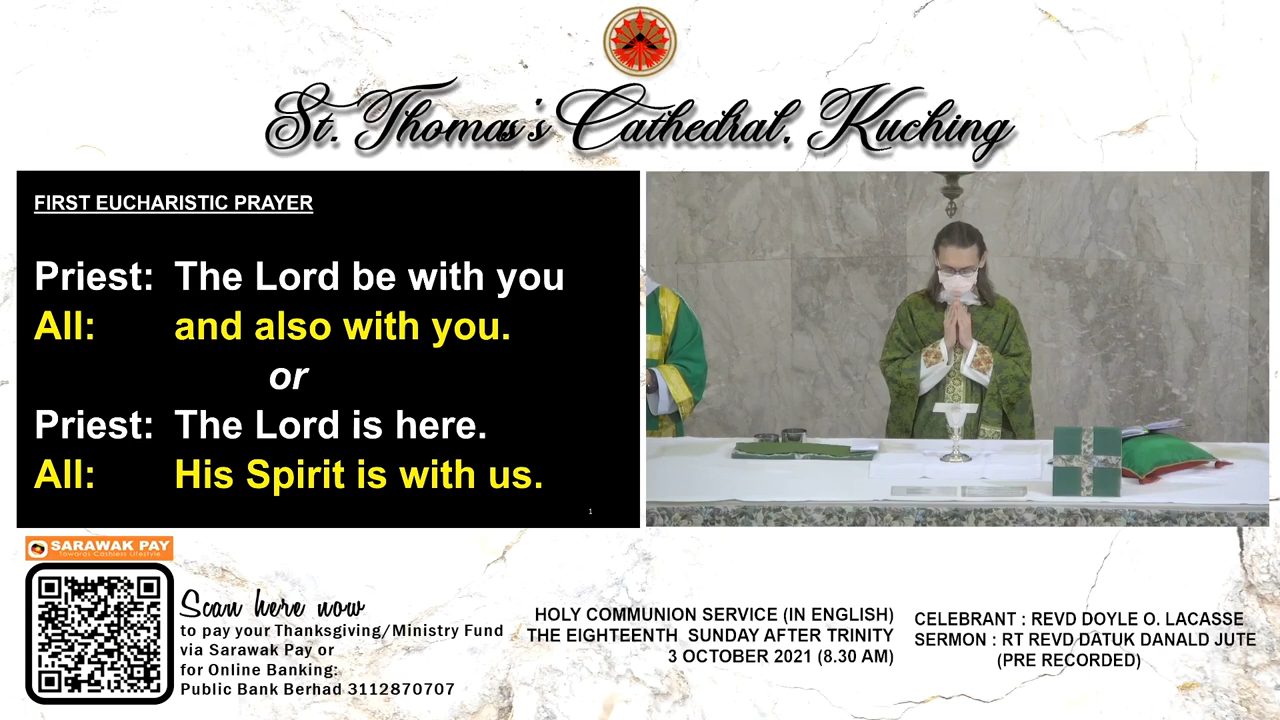 St. Thomas's Cathedral, Kuching
FIRST EUCHARISTIC PRAYER
Priest: The Lord be with you
All: and also with you.
or
Priest: The Lord is here.
All: His Spirit is with us.
1
SARAWAK PAY
Towards Cashless Lifestyle
Scan here now
to pay your Thanksgiving/Ministry Fund
via Sarawak Pay or
for Online Banking:
Public Bank Berhad 3112870707
HOLY COMMUNION SERVICE (IN ENGLISH)
THE EIGHTEENTH SUNDAY AFTER TRINITY
3 OCTOBER 2021 (8.30 AM)
CELEBRANT : REVD DOYLE O. LACASSE
SERMON : RT REVD DATUK DANALD JUTE
(PRE RECORDED)